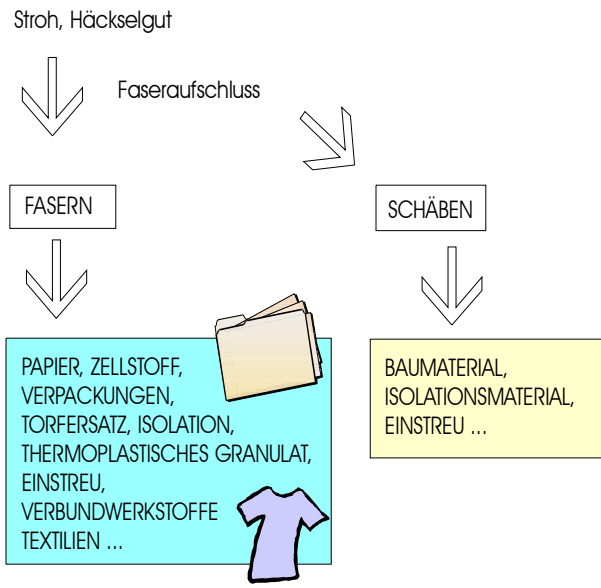 Stroh, Häckselgut
Faseraufschluss
FASERN
SCHÄBEN
PAPIER, ZELLSTOFF,
VERPACKUNGEN,
TORFERSATZ, ISOLATION,
THERMOPLASTISCHES GRANULAT,
EINSTREU,
VERBUNDWERKSTOFFE
TEXTILIEN ...
BAUMATERIAL,
ISOLATIONSMATERIAL,
EINSTREU ...